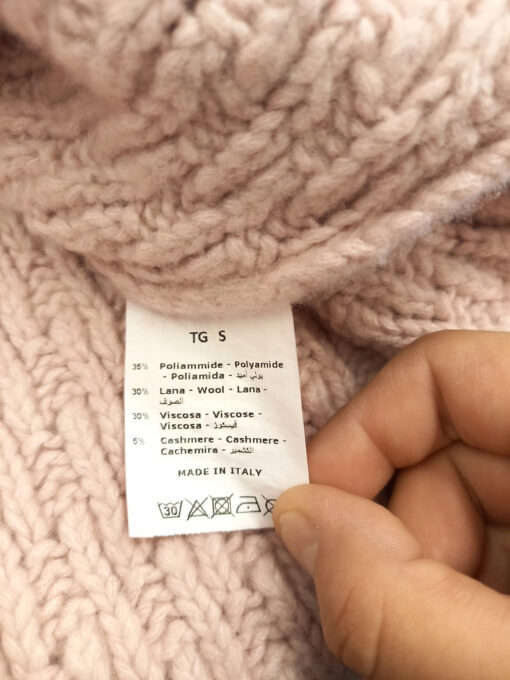 TG S
35% Poliammide - Polyamide
- Poliamida - بولي أميد
30% Lana - Wool - Lana -
الصوف
30% Viscosa - Viscose -
Viscosa - فيسكوز
5% Cashmere - Cashmere -
Cachemira - الكشمير
MADE IN ITALY
30